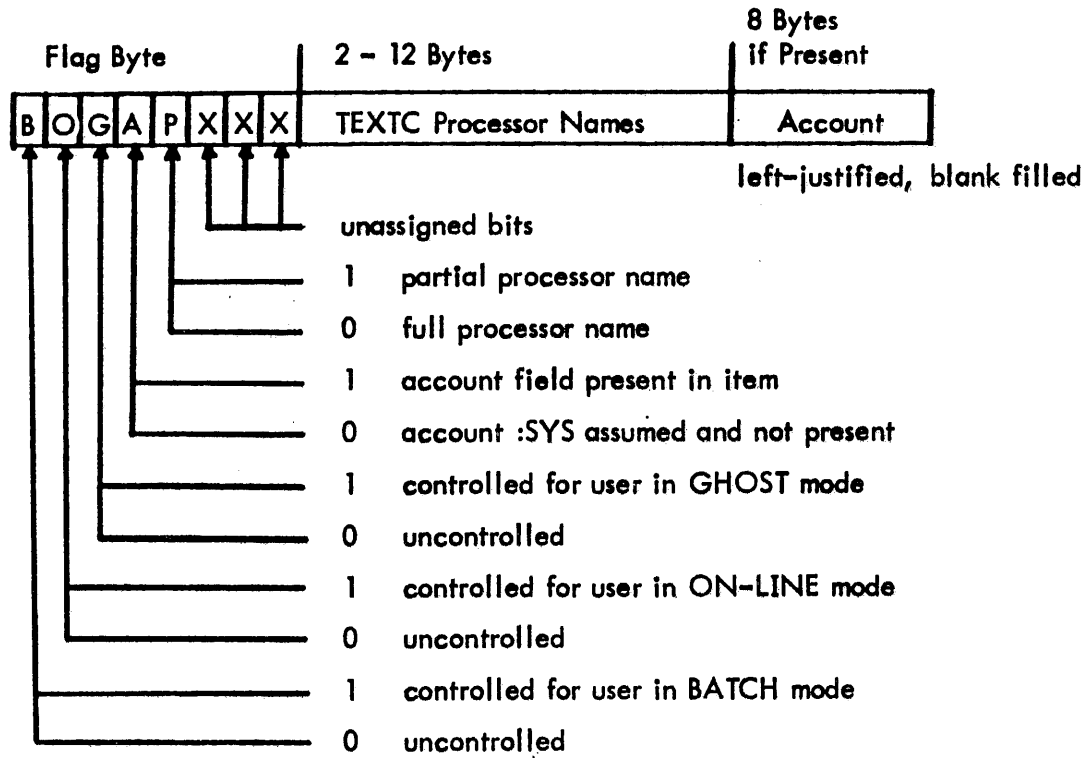 8 Bytes
Flag Byte 2 - 12 Bytes if Present
B O G A P X X X TEXTC Processor Names Account
left-justified, blank filled
unassigned bits
1 partial processor name
0 full processor name
1 account field present in item
0 account :SYS assumed and not present
1 controlled for user in GHOST mode
0 uncontrolled
1 controlled for user in ON-LINE mode
0 uncontrolled
1 controlled for user in BATCH mode
0 uncontrolled